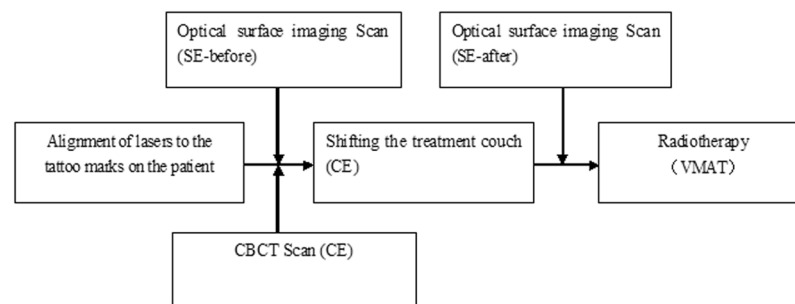 Optical surface imaging Scan
(SE-before)
Optical surface imaging Scan
(SE-after)
Alignment of lasers to the
tattoo marks on the patient
Shifting the treatment couch
(CE)
Radiotherapy
（VMAT）
CBCT Scan (CE)